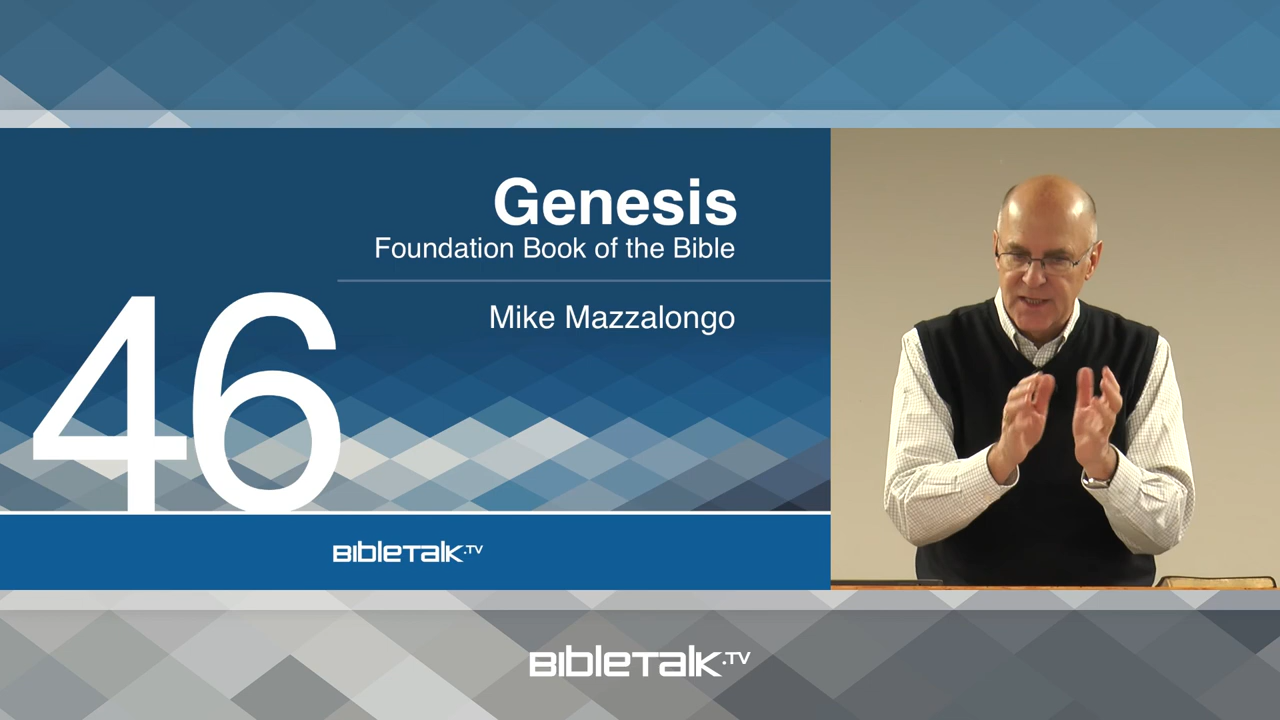 Genesis
Foundation Book of the Bible
Mike Mazzalongo
46
BIBLETALK.TV
BIBLETALK.TV